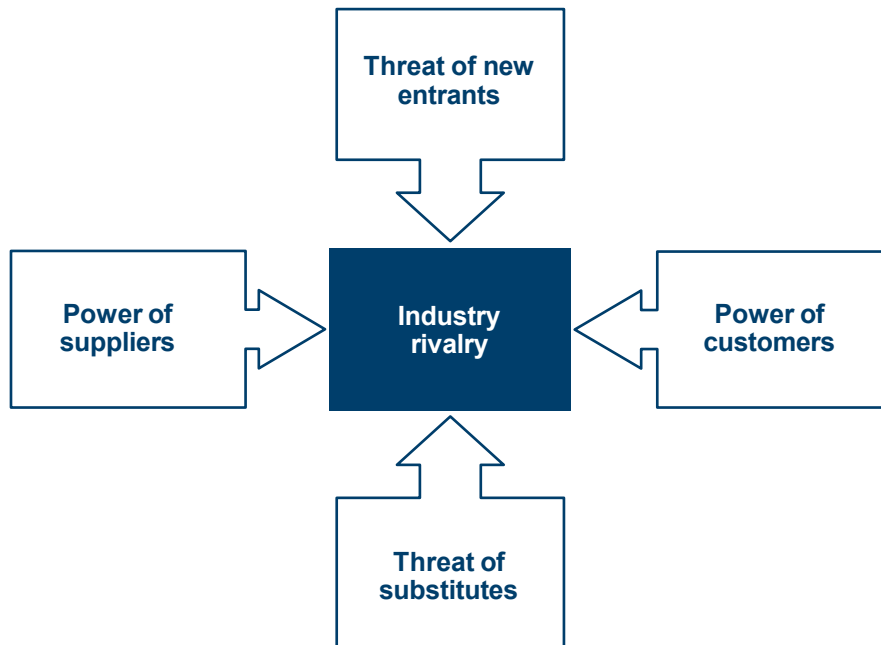 Threat of new
entrants
Power of
suppliers
Industry
rivalry
Power of
customers
Threat of
substitutes